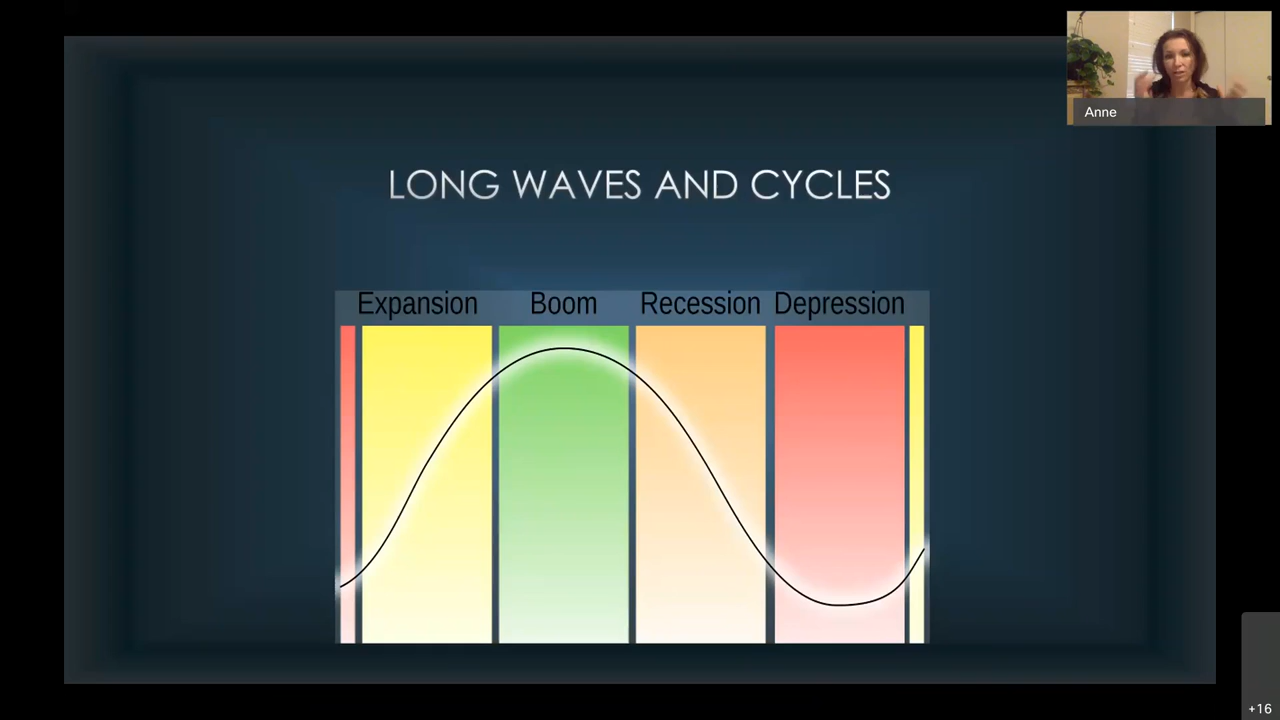 Anne
LONG WAVES AND CYCLES
Expansion Boom Recession Depression
+16